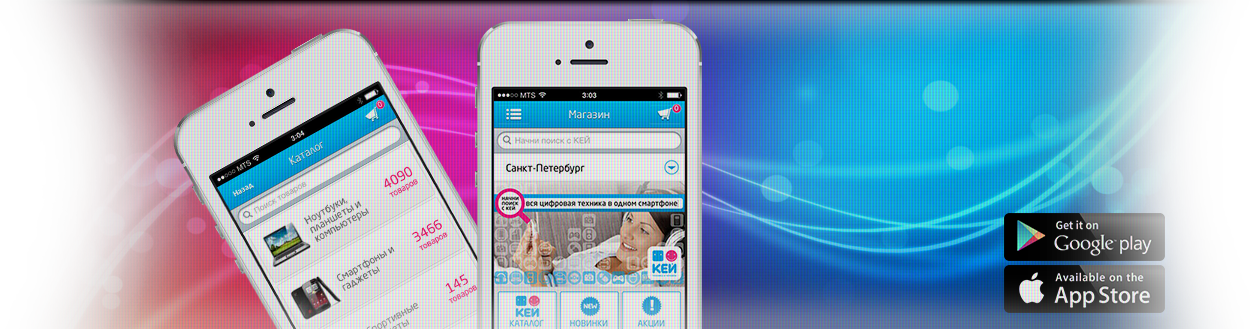 MTS
3:04
Назад
Каталог
0
Поиск товаров
Ноутбуки,
планшеты и
компьютеры
4090
товаров
Смартфоны и
гаджеты
3466
товаров
145
товаров
MTS
3:03
Магазин
0
Начни поиск с КЕЙ
Санкт-Петербург
НАЧНИ
ПОИСК
С КЕЙ
вся цифровая техника в одном смартфоне
КЕЙ
КЕЙ
КАТАЛОГ
NEW
НОВИНКИ
!
АКЦИИ
Get it on
Google play
Available on the
App Store